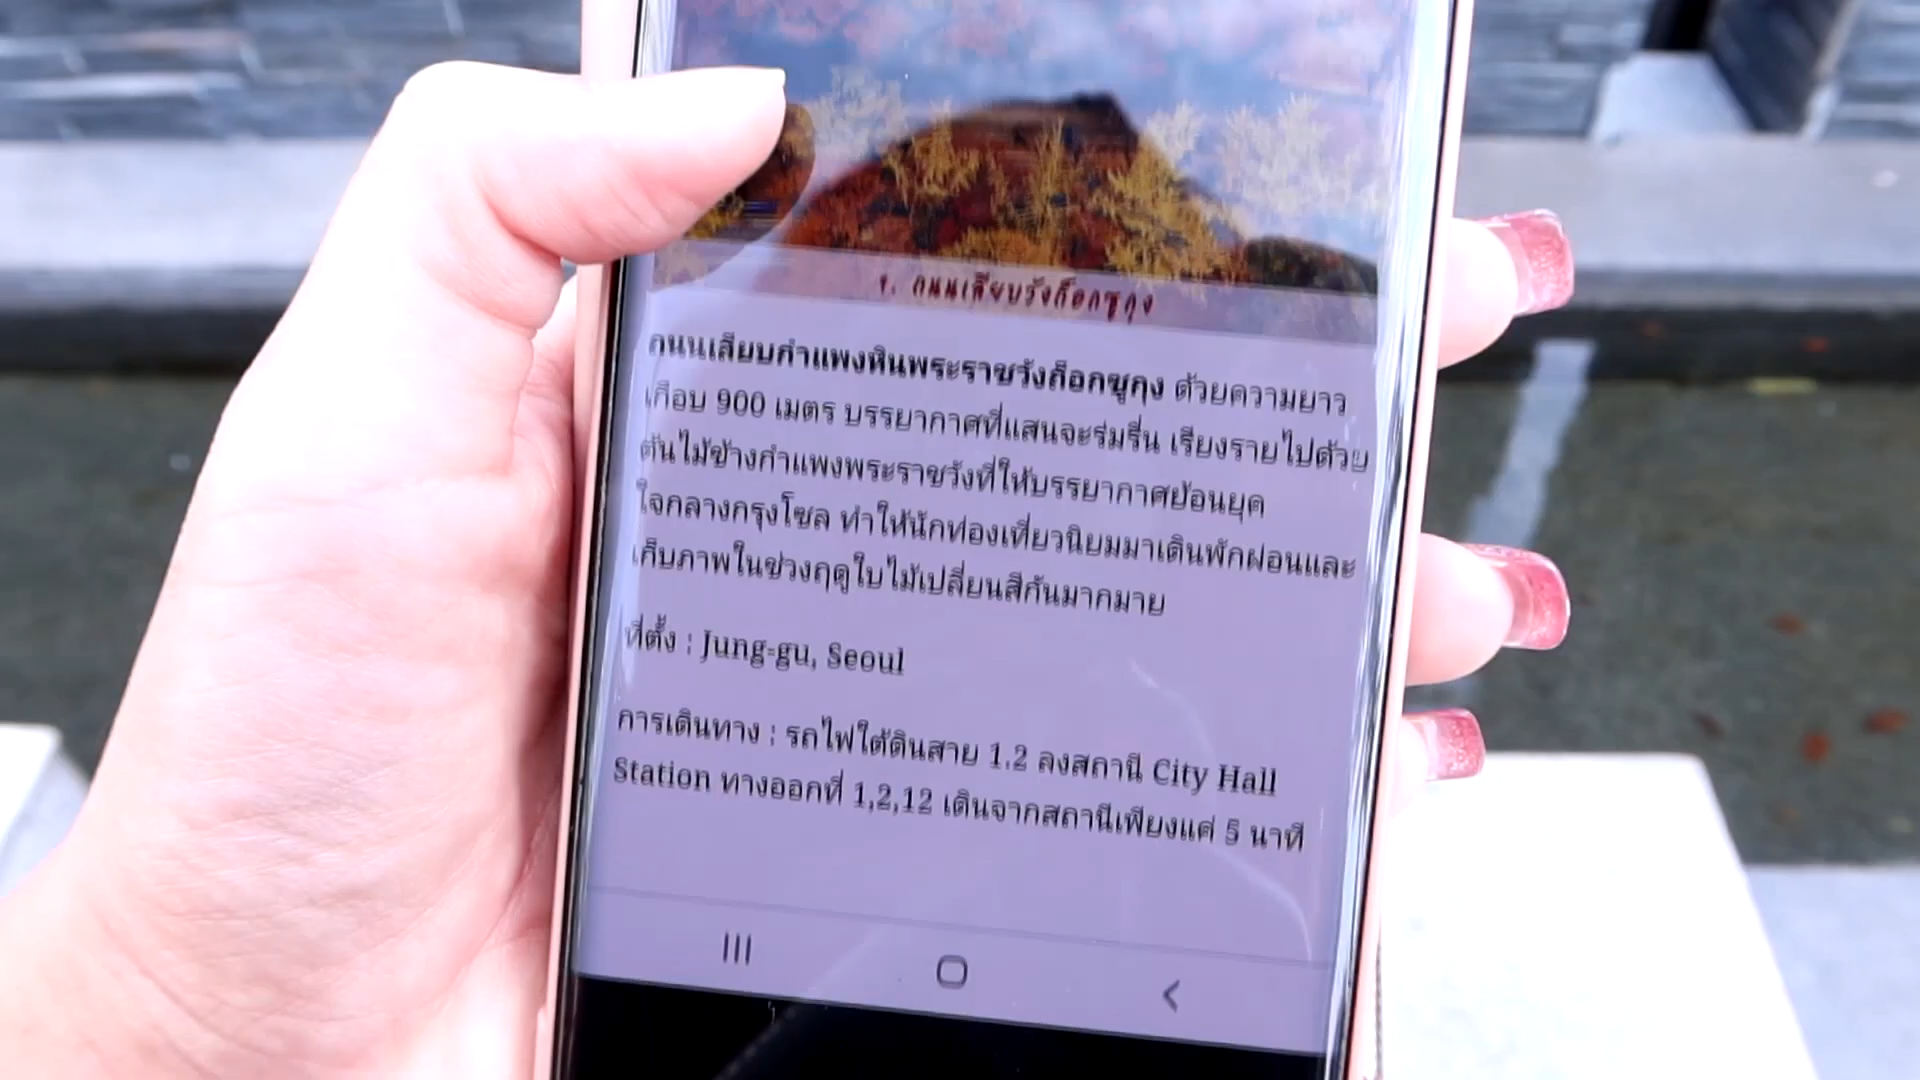 1. ถนนเลียบวังถ็อกซูกุง
ถนนเลียบกำแพงหินพระราชวังถ็อกซูกุง ด้วยความยาว
เกือบ 900 เมตร บรรยากาศที่แสนจะร่มรื่น เรียงรายไปด้วย
ต้นไม้ข้างกำแพงพระราชวังที่ให้บรรยากาศย้อนยุค
ใจกลางกรุงโซล ทำให้นักท่องเที่ยวนิยมมาเดินพักผ่อนและ
เก็บภาพในช่วงฤดูใบไม้เปลี่ยนสีกันมากมาย
ที่ตั้ง : Jung-gu, Seoul
การเดินทาง : รถไฟใต้ดินสาย 1.2 ลงสถานี City Hall
Station ทางออกที่ 1,2,12 เดินจากสถานีเพียงแค่ 5 นาที